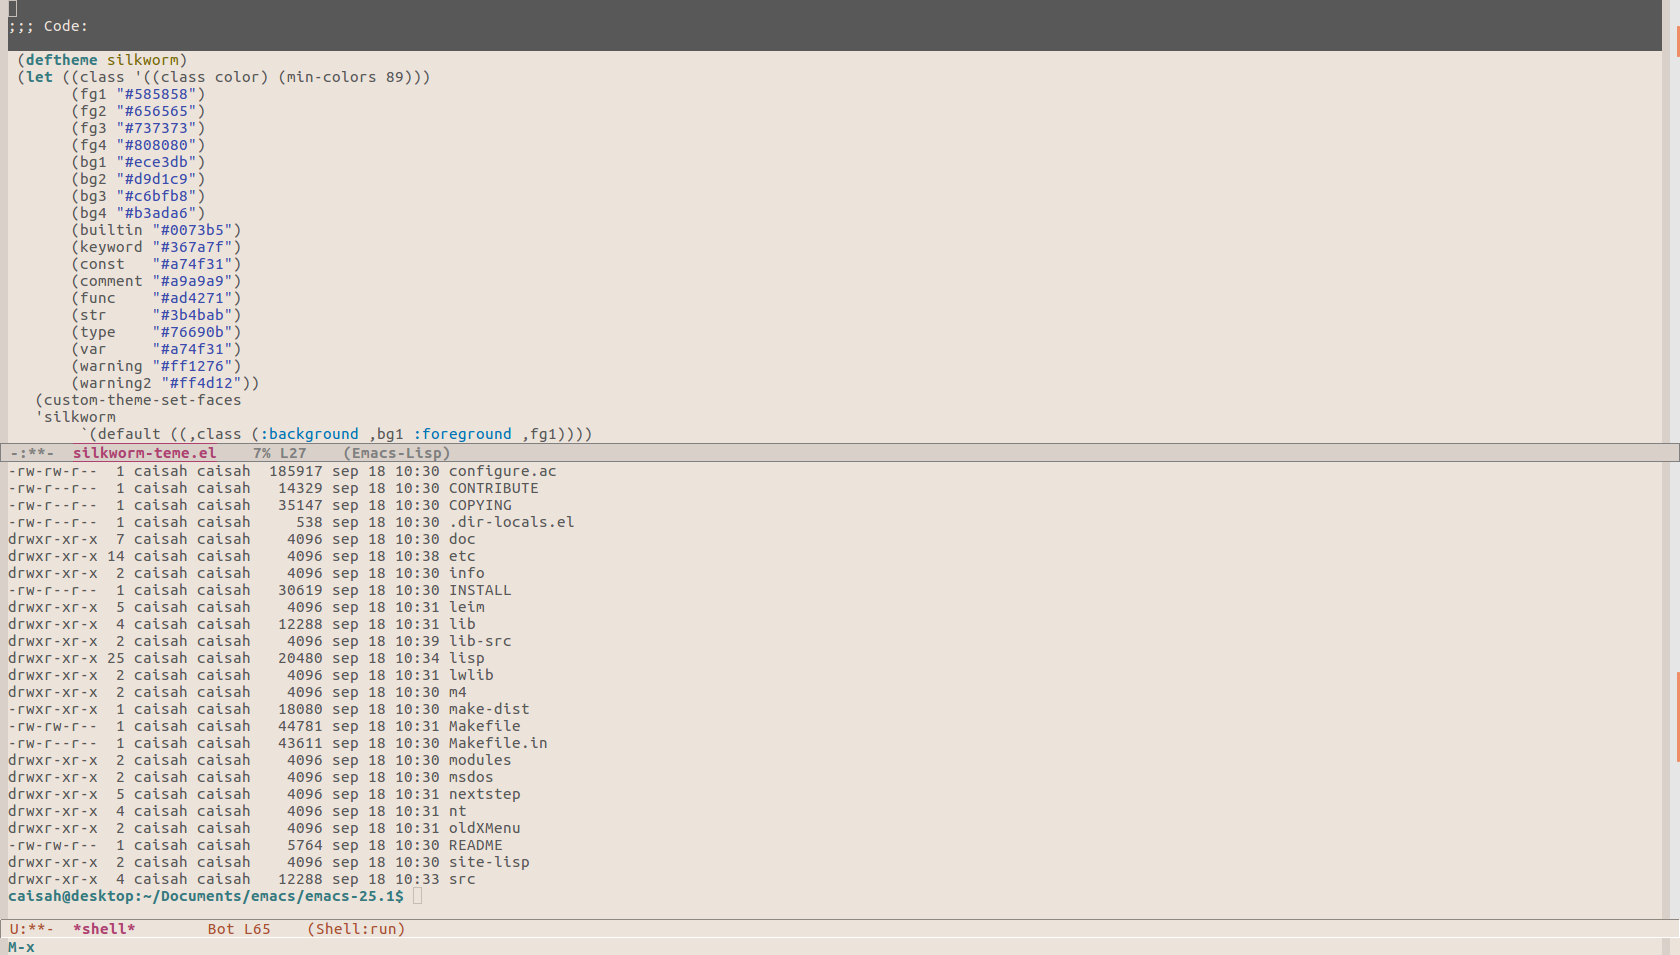 ;;; Code:
(deftheme silkworm)
(let ((class '((class color) (min-colors 89)))
(fg1 "#585858")
(fg2 "#656565")
(fg3 "#737373")
(fg4 "#808080")
(bg1 "#ece3db")
(bg2 "#d9d1c9")
(bg3 "#c6bfb8")
(bg4 "#b3ada6")
(builtin "#0073b5")
(keyword "#367a7f")
(const   "#a74f31")
(comment "#a9a9a9")
(func    "#ad4271")
(str     "#3b4bab")
(type    "#76690b")
(var     "#a74f31")
(warning "#ff1276")
(warning2 "#ff4d12"))
(custom-theme-set-faces
'silkworm
`(default ((,class (:background ,bg1 :foreground ,fg1))))
-:**-  silkworm-teme.el    7% L27    (Emacs-Lisp)
-rw-rw-r--  1 caisah caisah  185917 sep 18 10:30 configure.ac
-rw-r--r--  1 caisah caisah   14329 sep 18 10:30 CONTRIBUTE
-rw-r--r--  1 caisah caisah   35147 sep 18 10:30 COPYING
-rw-r--r--  1 caisah caisah     538 sep 18 10:30 .dir-locals.el
drwxr-xr-x  7 caisah caisah    4096 sep 18 10:30 doc
drwxr-xr-x 14 caisah caisah    4096 sep 18 10:38 etc
drwxr-xr-x  2 caisah caisah    4096 sep 18 10:30 info
-rw-r--r--  1 caisah caisah   30619 sep 18 10:30 INSTALL
drwxr-xr-x  5 caisah caisah    4096 sep 18 10:31 leim
drwxr-xr-x  4 caisah caisah   12288 sep 18 10:31 lib
drwxr-xr-x  2 caisah caisah    4096 sep 18 10:39 lib-src
drwxr-xr-x 25 caisah caisah   20480 sep 18 10:34 lisp
drwxr-xr-x  2 caisah caisah    4096 sep 18 10:31 lwlib
drwxr-xr-x  2 caisah caisah    4096 sep 18 10:30 m4
-rwxr-xr-x  1 caisah caisah   18080 sep 18 10:30 make-dist
-rw-rw-r--  1 caisah caisah   44781 sep 18 10:31 Makefile
-rw-r--r--  1 caisah caisah   43611 sep 18 10:30 Makefile.in
drwxr-xr-x  2 caisah caisah    4096 sep 18 10:30 modules
drwxr-xr-x  2 caisah caisah    4096 sep 18 10:30 msdos
drwxr-xr-x  5 caisah caisah    4096 sep 18 10:31 nextstep
drwxr-xr-x  4 caisah caisah    4096 sep 18 10:31 nt
drwxr-xr-x  2 caisah caisah    4096 sep 18 10:31 oldXMenu
-rw-rw-r--  1 caisah caisah    5764 sep 18 10:30 README
drwxr-xr-x  2 caisah caisah    4096 sep 18 10:30 site-lisp
drwxr-xr-x  4 caisah caisah   12288 sep 18 10:33 src
caisah@desktop:~/Documents/emacs/emacs-25.1$
U:**-  *shell*        Bot L65    (Shell:run)
M-x